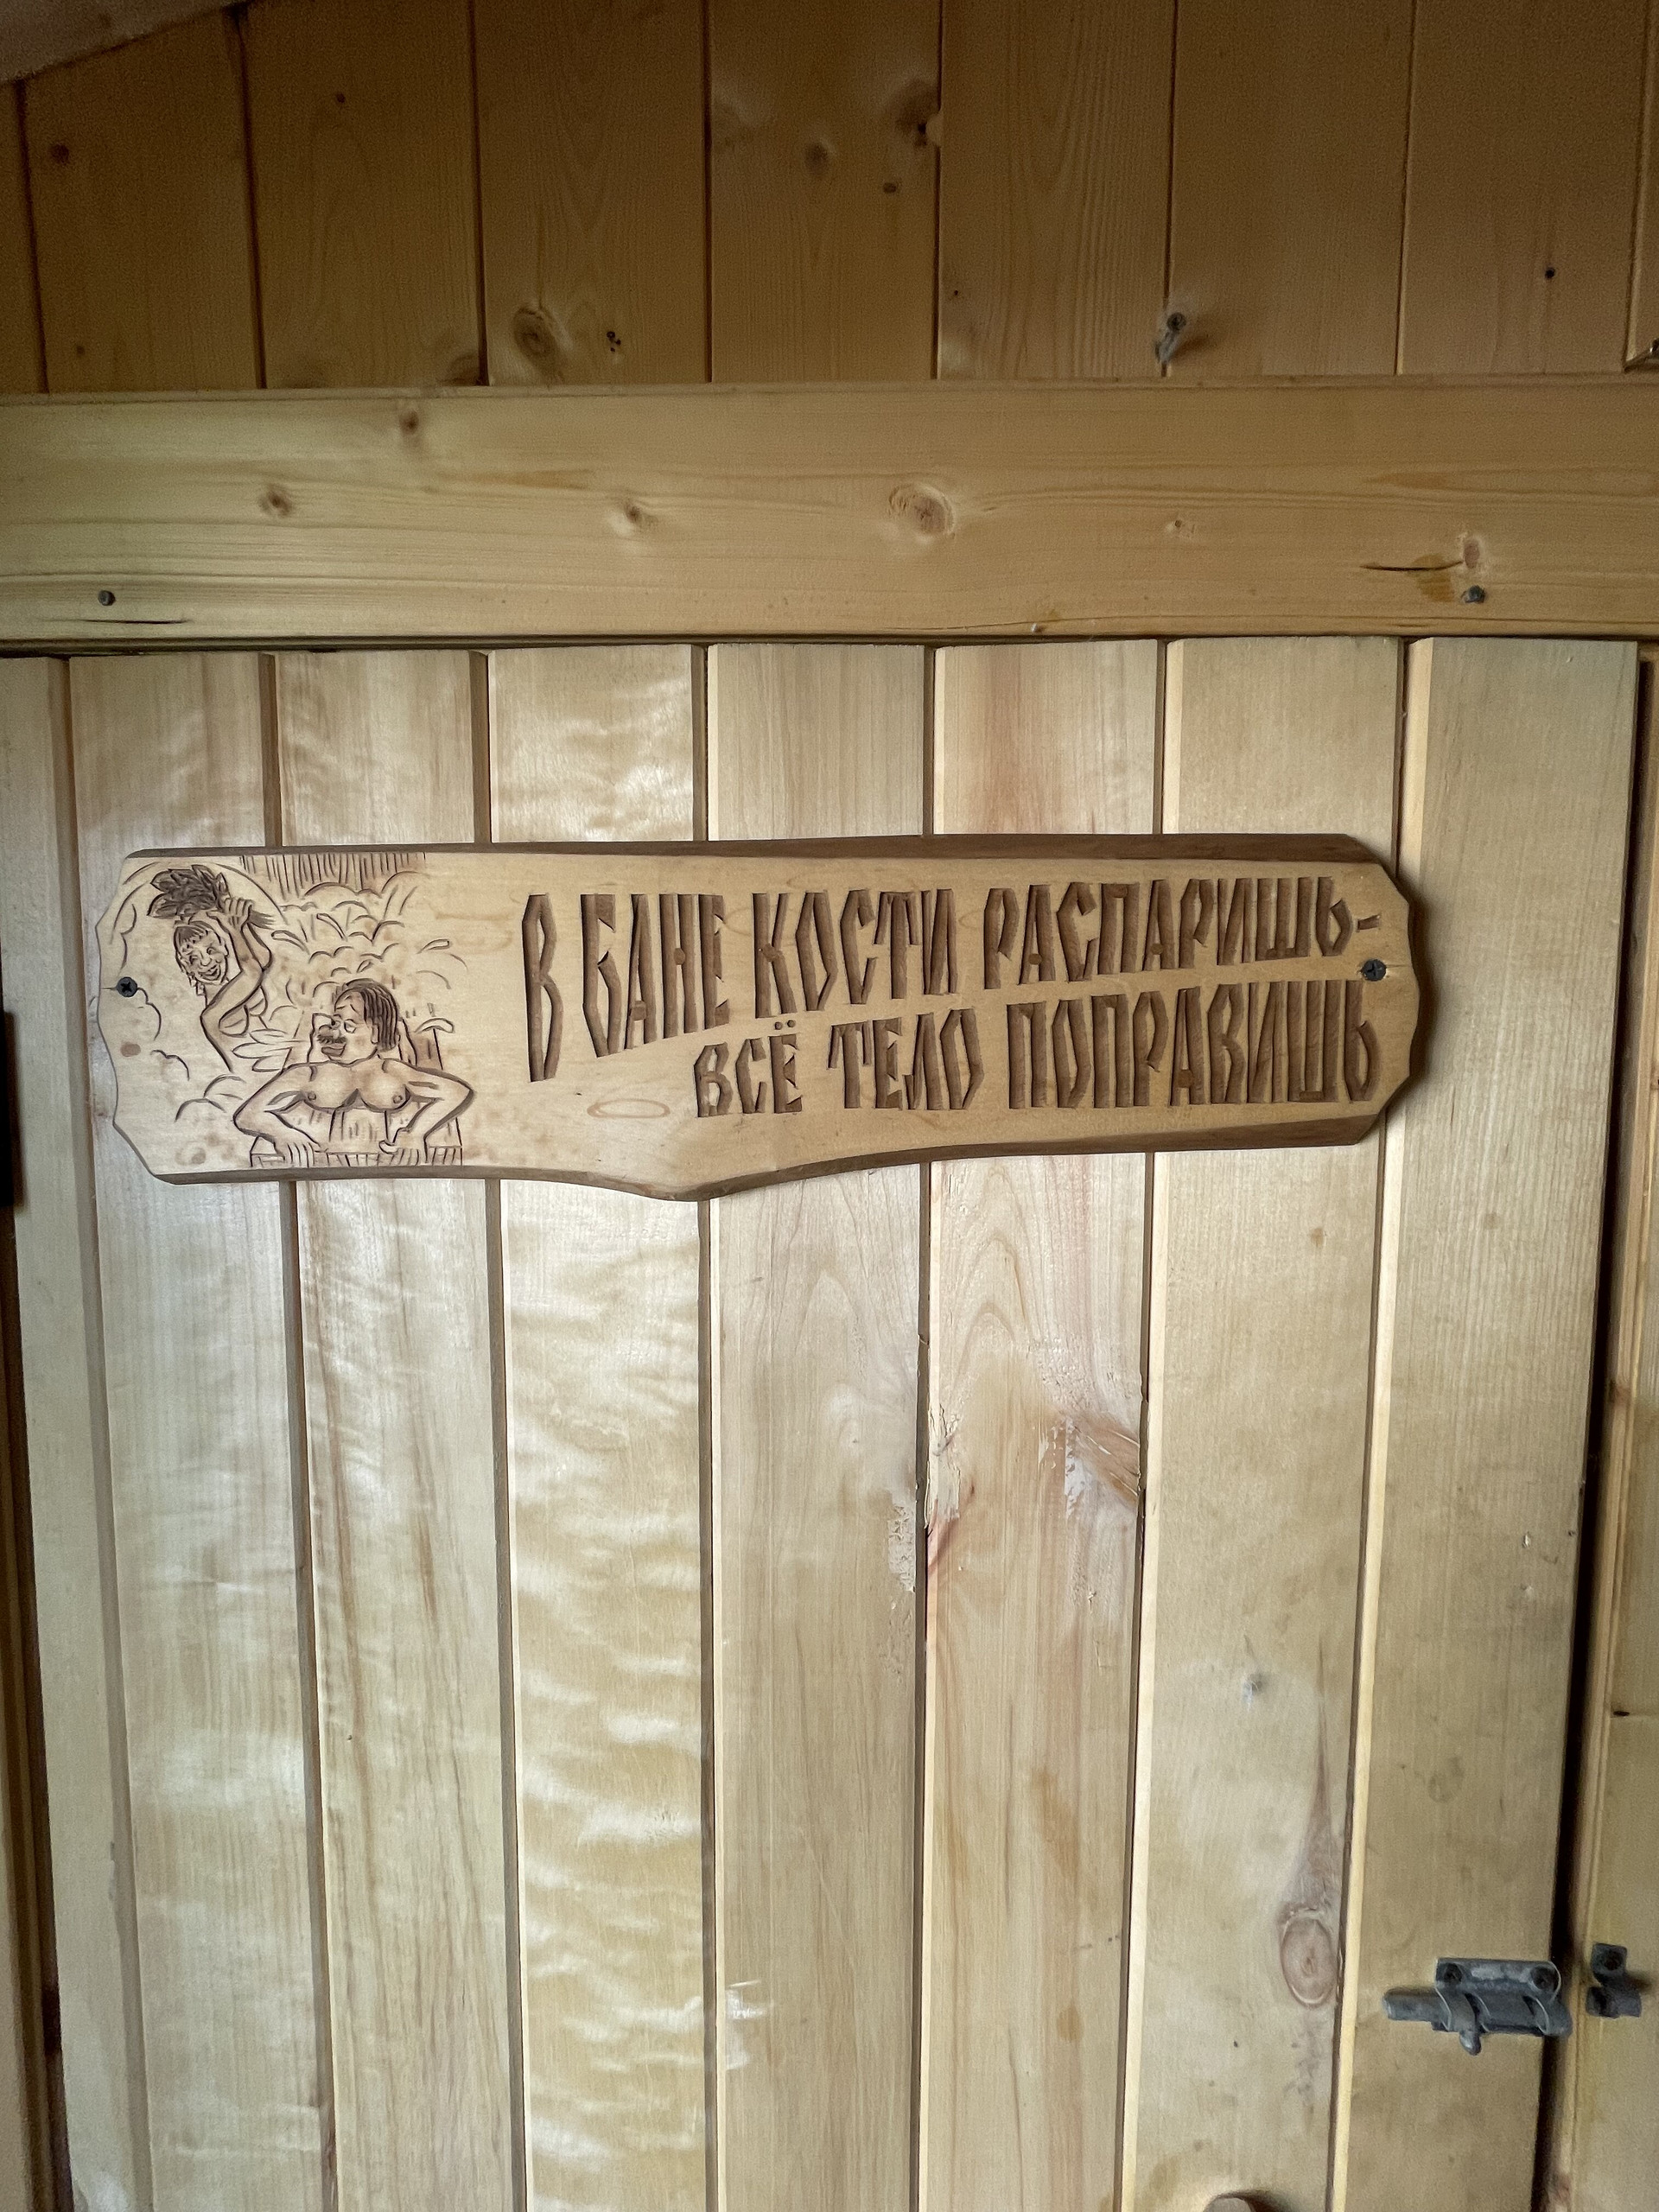 В БАНЕ КОСТИ РАСПАРИШЬ-
ВСЁ ТЕЛО ПОПРАВИШЬ